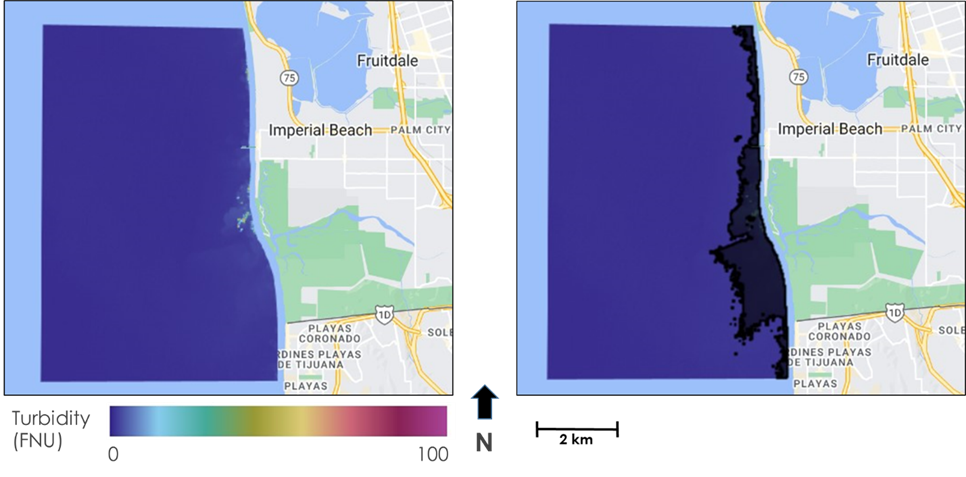 Fruitdale
75
Imperial Beach
PALM CITY
1D
PLAYAS
CORONADO
SOLE
RDINES PLAYAS
DE TIJUANA
PLAYAS
Fruitdale
75
Imperial Beach
PALM CITY
1D
PLAYAS
CORONADO
SOLE
RDINES PLAYAS
DE TIJUANA
PLAYAS
Turbidity
(FNU)
0
100
N
2 km